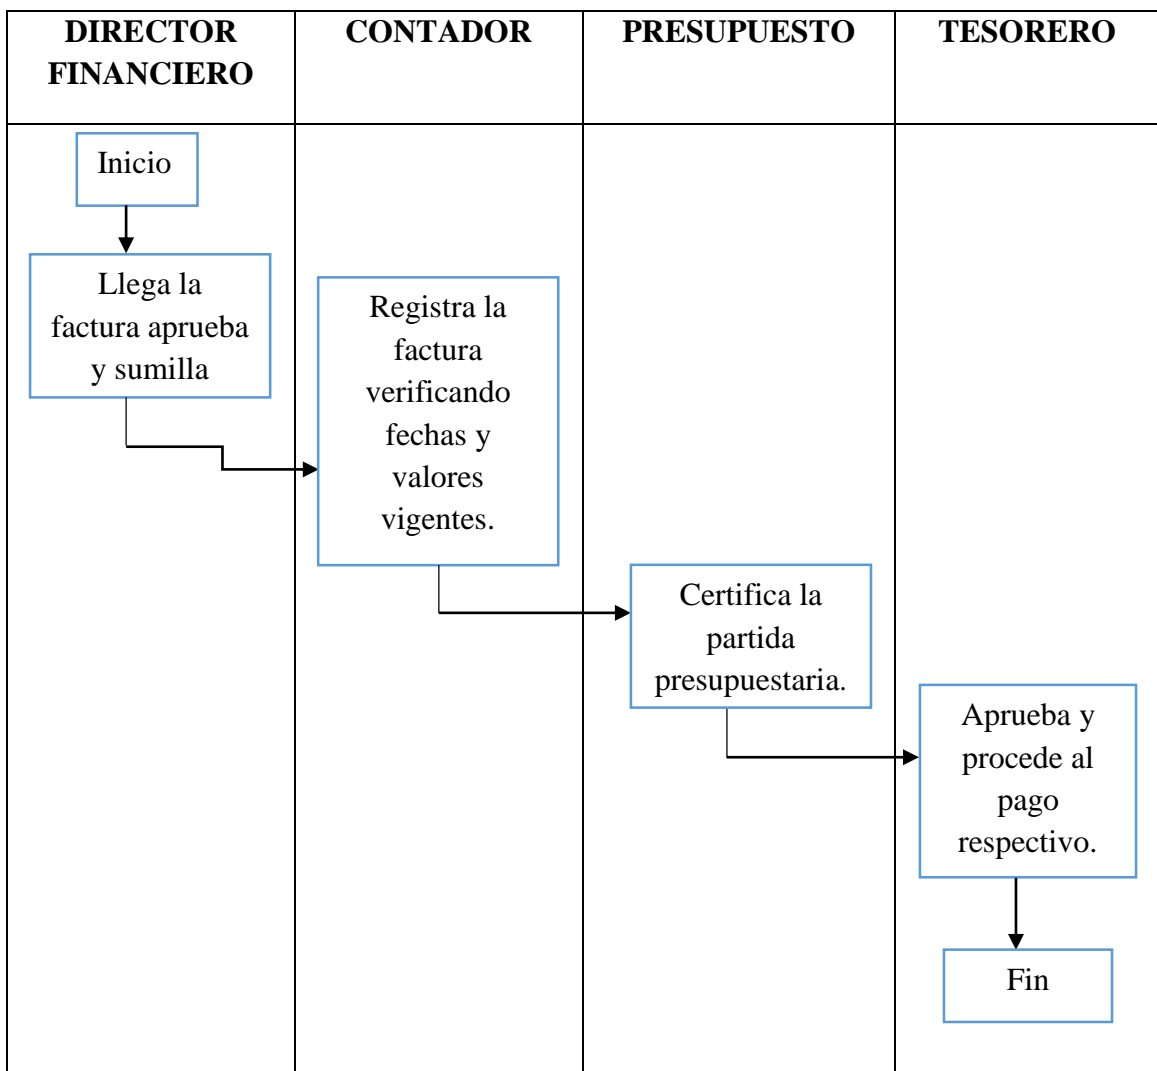 DIRECTOR
FINANCIERO
CONTADOR
PRESUPUESTO
TESORERO
Inicio
Llega la
factura aprueba
y sumilla
Registra la
factura
verificando
fechas y
valores
vigentes.
Certifica la
partida
presupuestaria.
Aprueba y
procede al
pago
respectivo.
Fin